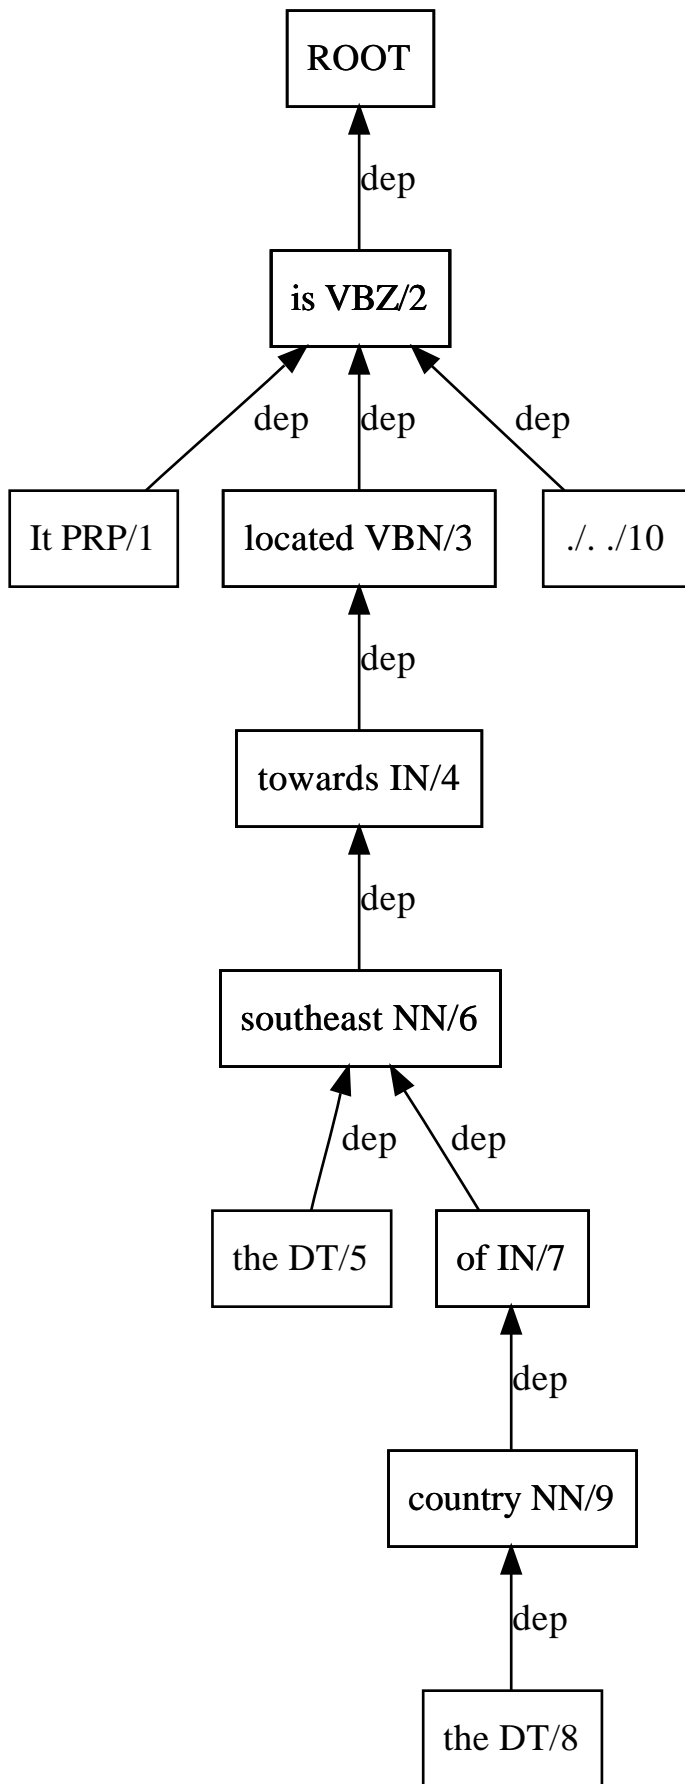 ROOT
dep
is VBZ/2
dep dep dep
It PRP/1 located VBN/3 ./. ./10
dep
towards IN/4
dep
southeast NN/6
dep dep
the DT/5 of IN/7
dep
country NN/9
dep
the DT/8